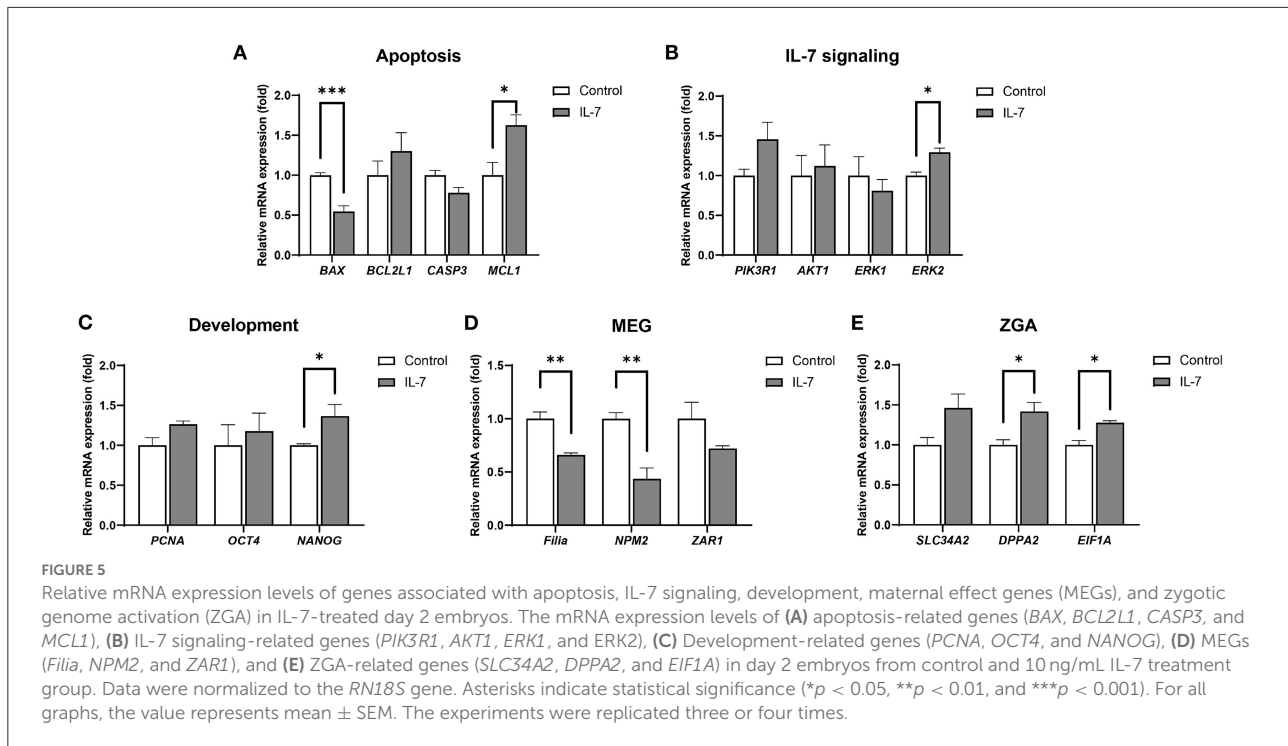 A
Apoptosis
Relative mRNA expression (fold)
2.0
1.5
1.0
0.5
0.0
***
*
BAX BCL2L1 CASP3 MCL1
Control
IL-7
B
IL-7 signaling
Relative mRNA expression (fold)
2.0
1.5
1.0
0.5
0.0
*
PIK3R1 AKT1 ERK1 ERK2
Control
IL-7
C
Development
Relative mRNA expression (fold)
2.0
1.5
1.0
0.5
0.0
*
PCNA OCT4 NANOG
Control
IL-7
D
MEG
Relative mRNA expression (fold)
1.5
1.0
0.5
0.0
**
**
Filia NPM2 ZAR1
Control
IL-7
E
ZGA
Relative mRNA expression (fold)
2.0
1.5
1.0
0.5
0.0
*
*
SLC34A2 DPPA2 EIF1A
Control
IL-7
FIGURE 5
Relative mRNA expression levels of genes associated with apoptosis, IL-7 signaling, development, maternal effect genes (MEGs), and zygotic
genome activation (ZGA) in IL-7-treated day 2 embryos. The mRNA expression levels of (A) apoptosis-related genes (BAX, BCL2L1, CASP3, and
MCL1), (B) IL-7 signaling-related genes (PIK3R1, AKT1, ERK1, and ERK2), (C) Development-related genes (PCNA, OCT4, and NANOG), (D) MEGs
(Filia, NPM2, and ZAR1), and (E) ZGA-related genes (SLC34A2, DPPA2, and EIF1A) in day 2 embryos from control and 10 ng/mL IL-7 treatment
group. Data were normalized to the RN18S gene. Asterisks indicate statistical significance (*p < 0.05, **p < 0.01, and ***p < 0.001). For all
graphs, the value represents mean ± SEM. The experiments were replicated three or four times.